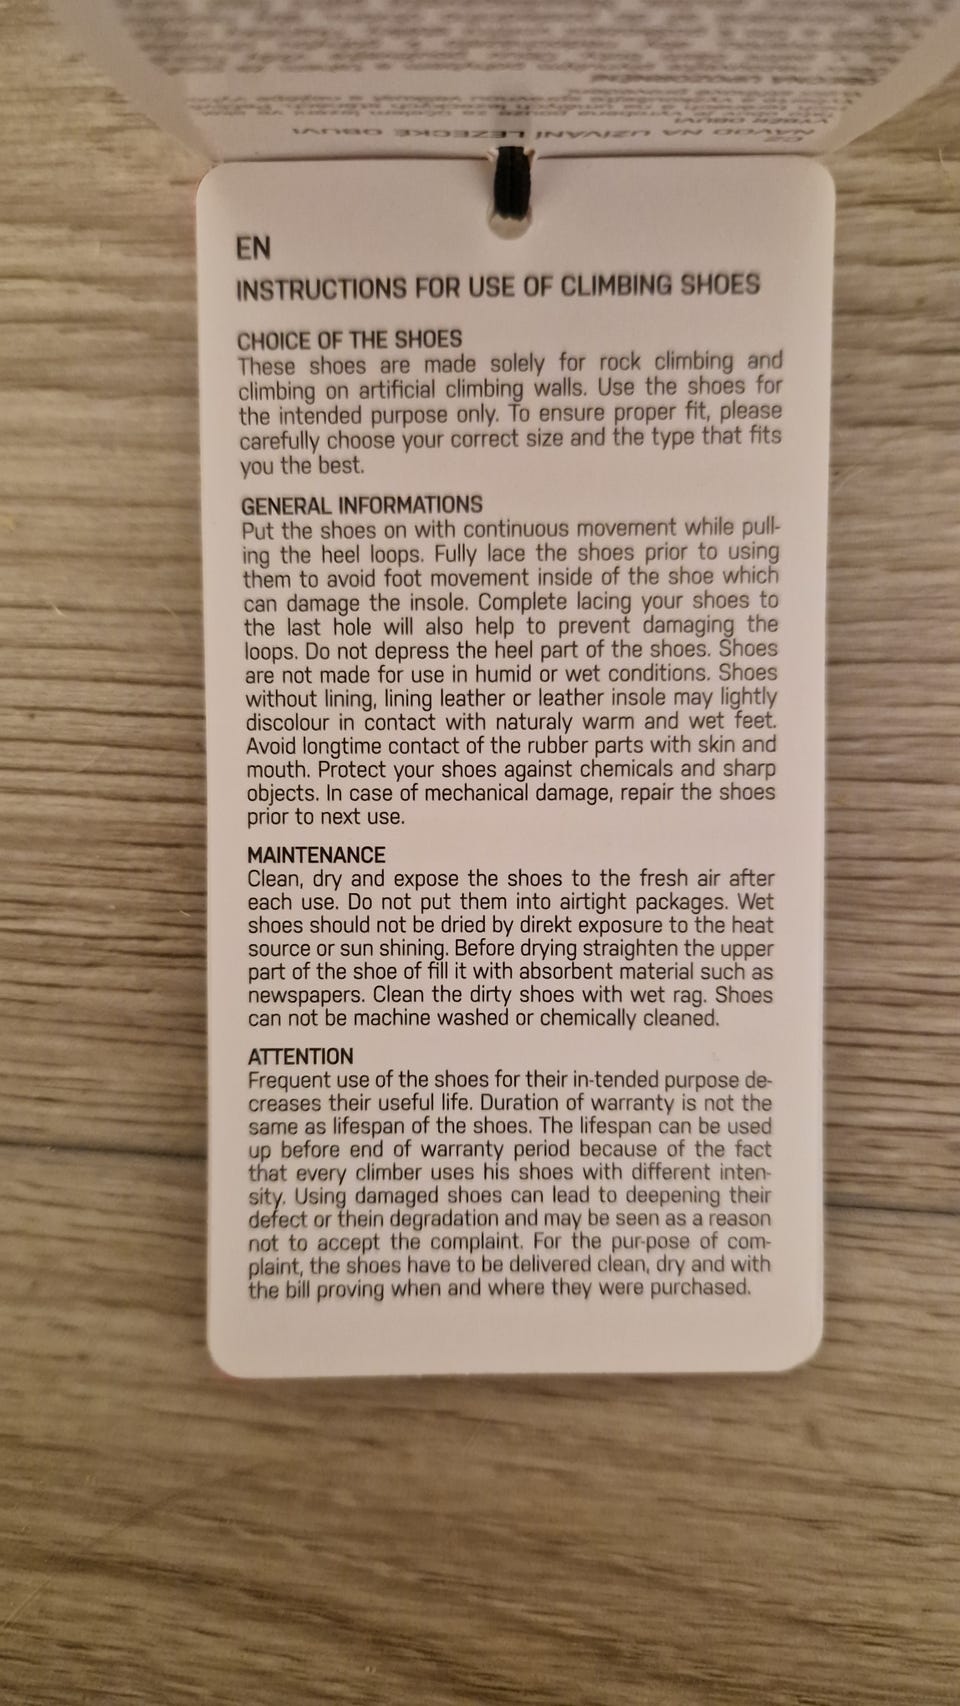 CZ
NÁVOD NA UŽÍVÁNÍ LEZECKÉ OBUVI
VÝBĚR OBUVI
EN
INSTRUCTIONS FOR USE OF CLIMBING SHOES
CHOICE OF THE SHOES
These shoes are made solely for rock climbing and
climbing on artificial climbing walls. Use the shoes for
the intended purpose only. To ensure proper fit, please
carefully choose your correct size and the type that fits
you the best.
GENERAL INFORMATIONS
Put the shoes on with continuous movement while pull-
ing the heel loops. Fully lace the shoes prior to using
them to avoid foot movement inside of the shoe which
can damage the insole. Complete lacing your shoes to
the last hole will also help to prevent damaging the
loops. Do not depress the heel part of the shoes. Shoes
are not made for use in humid or wet conditions. Shoes
without lining, lining leather or leather insole may lightly
discolour in contact with naturaly warm and wet feet.
Avoid longtime contact of the rubber parts with skin and
mouth. Protect your shoes against chemicals and sharp
objects. In case of mechanical damage, repair the shoes
prior to next use.
MAINTENANCE
Clean, dry and expose the shoes to the fresh air after
each use. Do not put them into airtight packages. Wet
shoes should not be dried by direkt exposure to the heat
source or sun shining. Before drying straighten the upper
part of the shoe of fill it with absorbent material such as
newspapers. Clean the dirty shoes with wet rag. Shoes
can not be machine washed or chemically cleaned.
ATTENTION
Frequent use of the shoes for their in-tended purpose de-
creases their useful life. Duration of warranty is not the
same as lifespan of the shoes. The lifespan can be used
up before end of warranty period because of the fact
that every climber uses his shoes with different inten-
sity. Using damaged shoes can lead to deepening their
defect or thein degradation and may be seen as a reason
not to accept the complaint. For the pur-pose of com-
plaint, the shoes have to be delivered clean, dry and with
the bill proving when and where they were purchased.